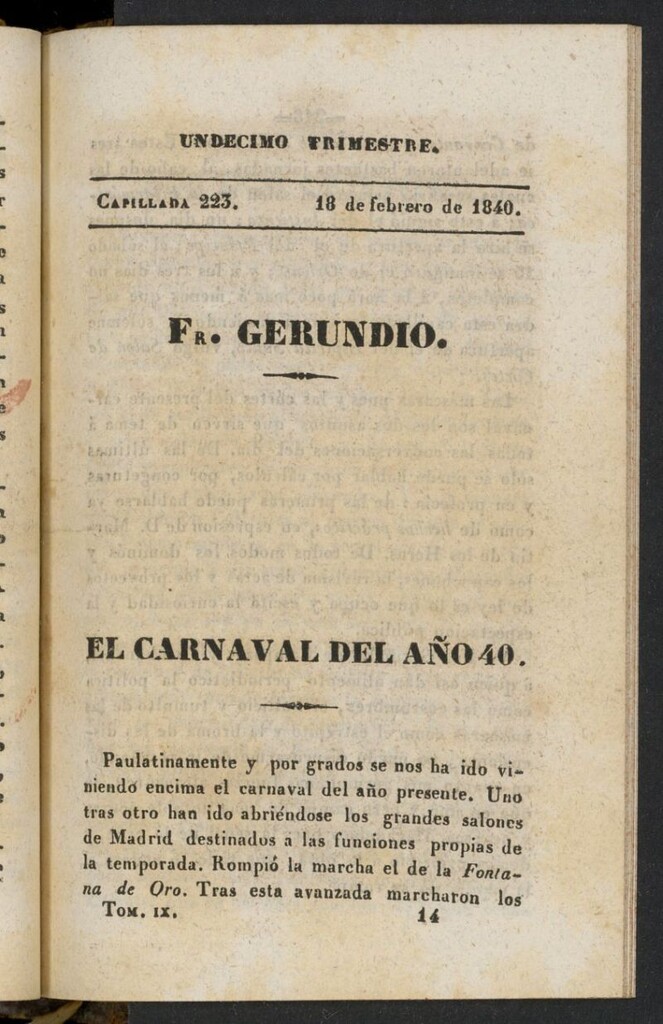 UNDECIMO TRIMESTRE.
CAPILLADA 223. 18 de febrero de 1840.
FR. GERUNDIO.
EL CARNAVAL DEL AÑO 40.
Paulatinamente y por grados se nos ha ido vi-
niendo encima el carnaval del año presente. Uno
tras otro han ido abriéndose los grandes salones
de Madrid destinados a las funciones propias de
la temporada. Rompió la marcha el de la Fonta-
na de Oro. Tras esta avanzada marcharon los
TOM. IX. 14